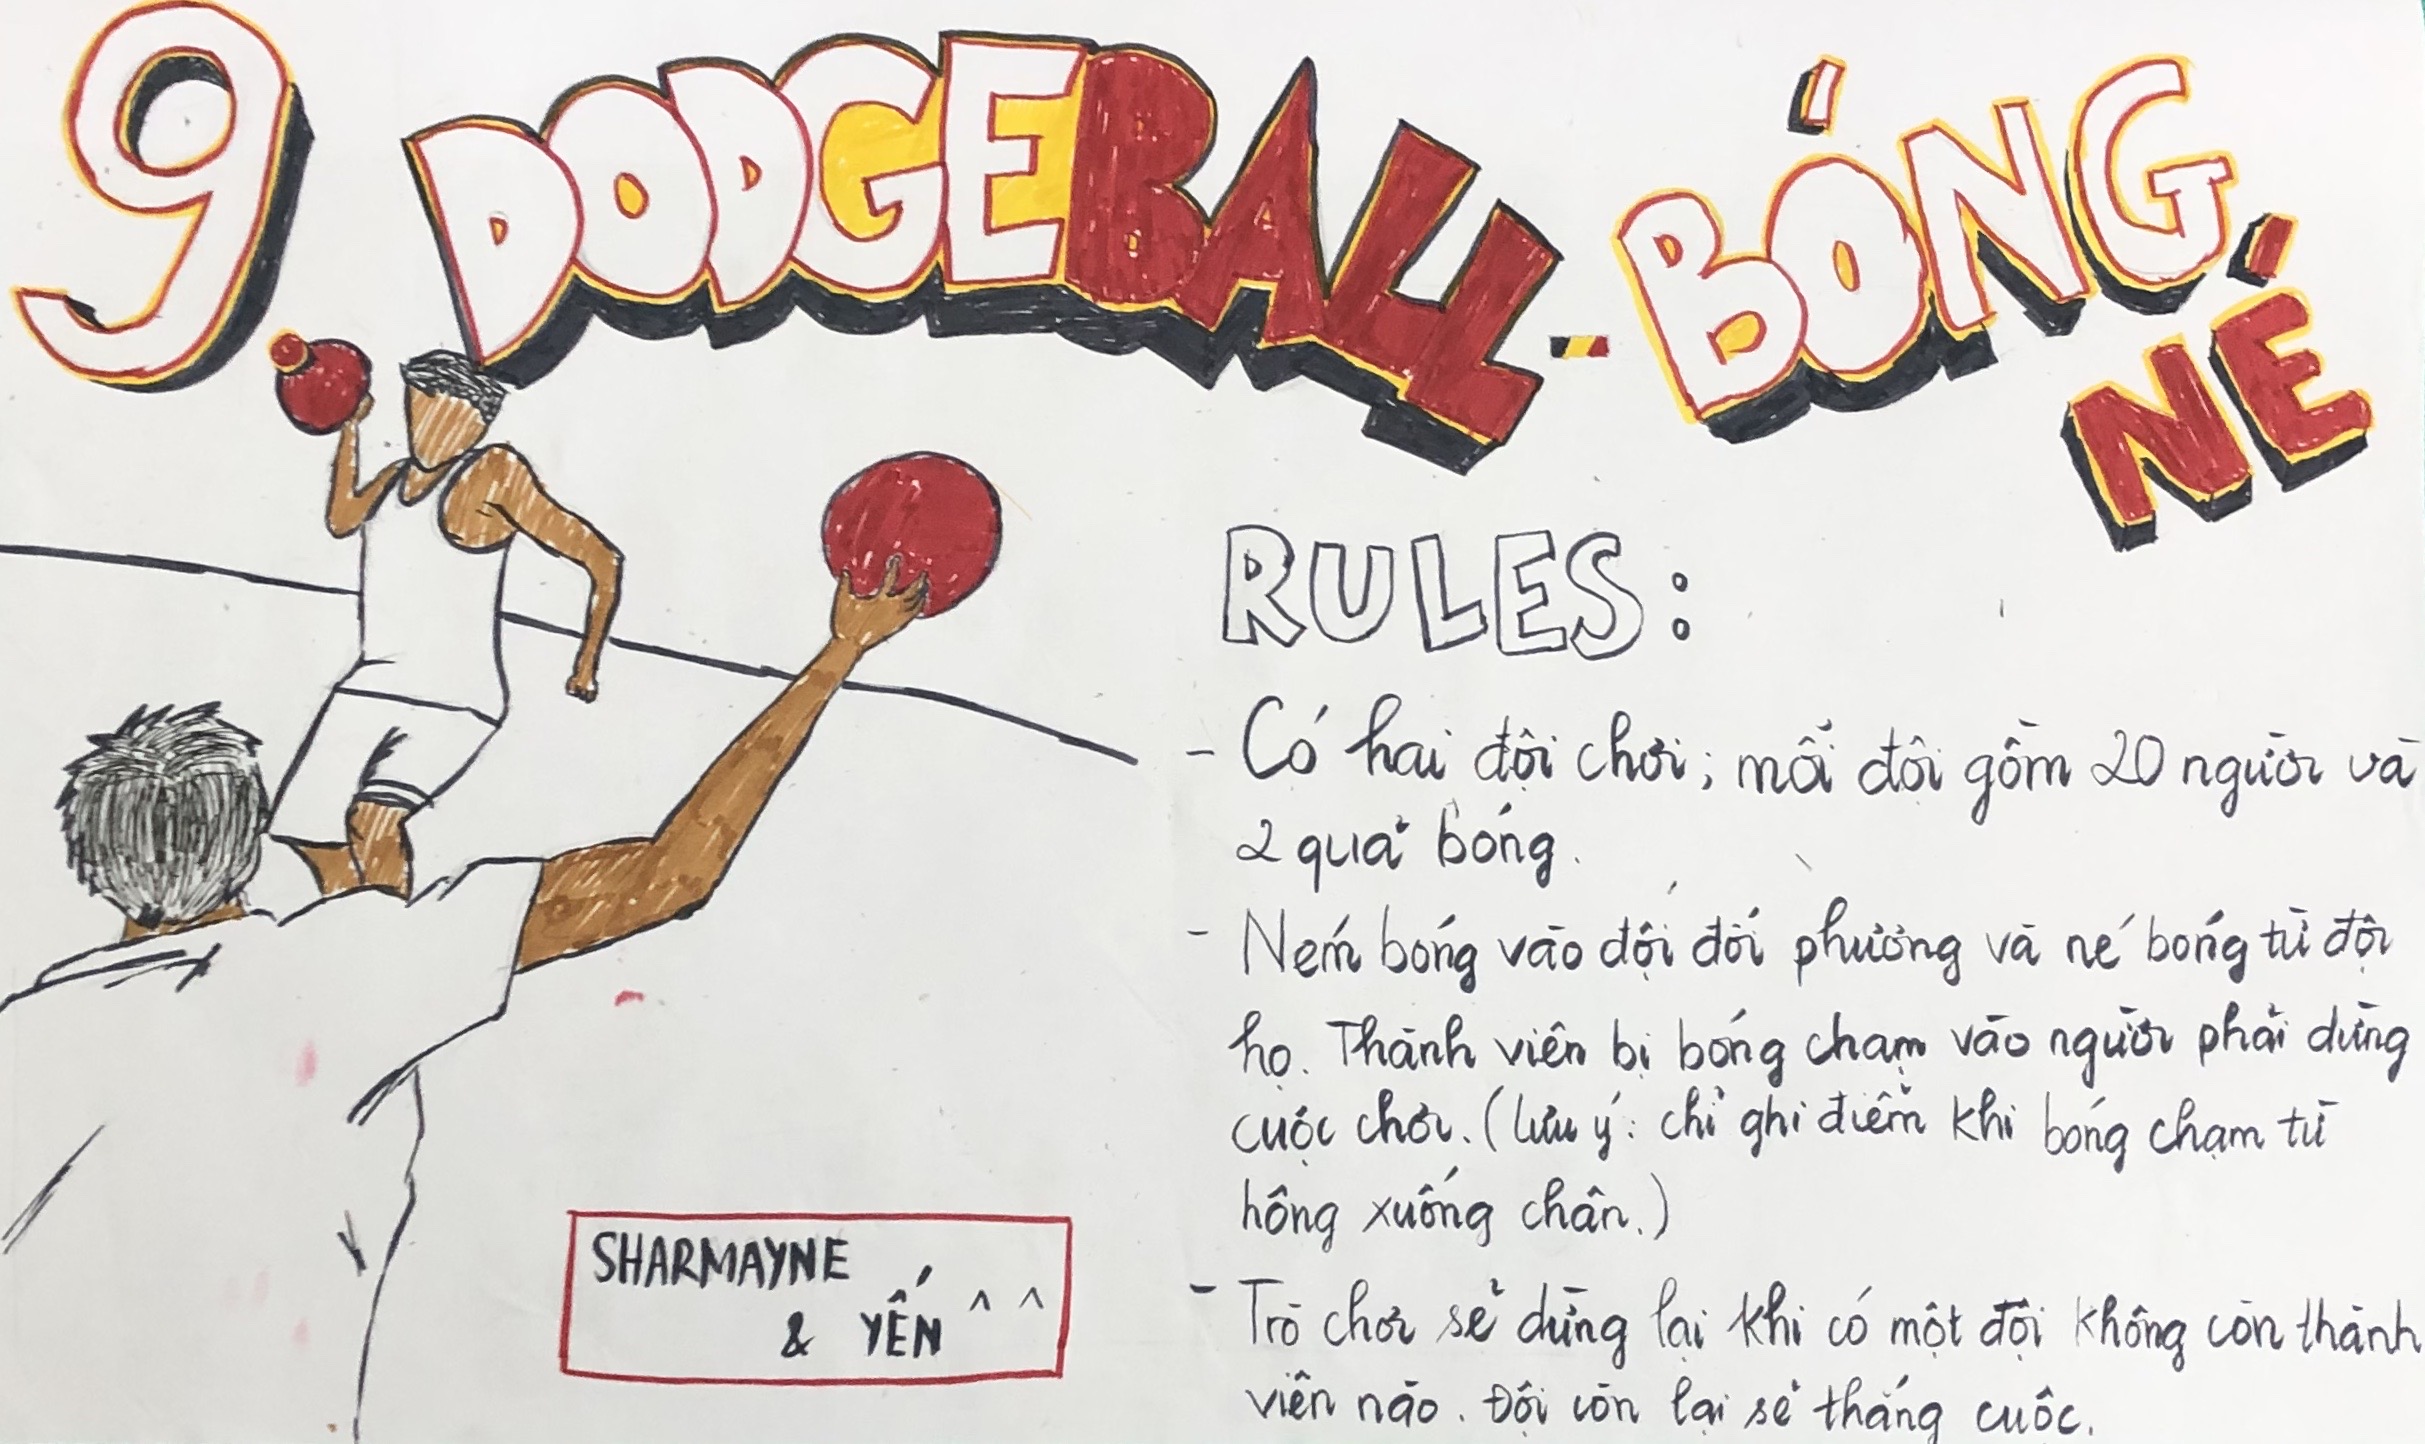 9. DODGEBALL - BÓNG NÉ
RULES:
- Có hai đội chơi; mỗi đội gồm 20 người và
2 quả bóng.
- Ném bóng vào đội đối phương và né bóng từ đội
họ. Thành viên bị bóng chạm vào người phải dừng
cuộc chơi. (lưu ý: chỉ ghi điểm khi bóng chạm từ
hông xuống chân.)
- Trò chơi sẽ dừng lại khi có một đội không còn thành
viên nào. Đội còn lại sẽ thắng cuộc.
SHARMAYNE
& YẾN ^ ^